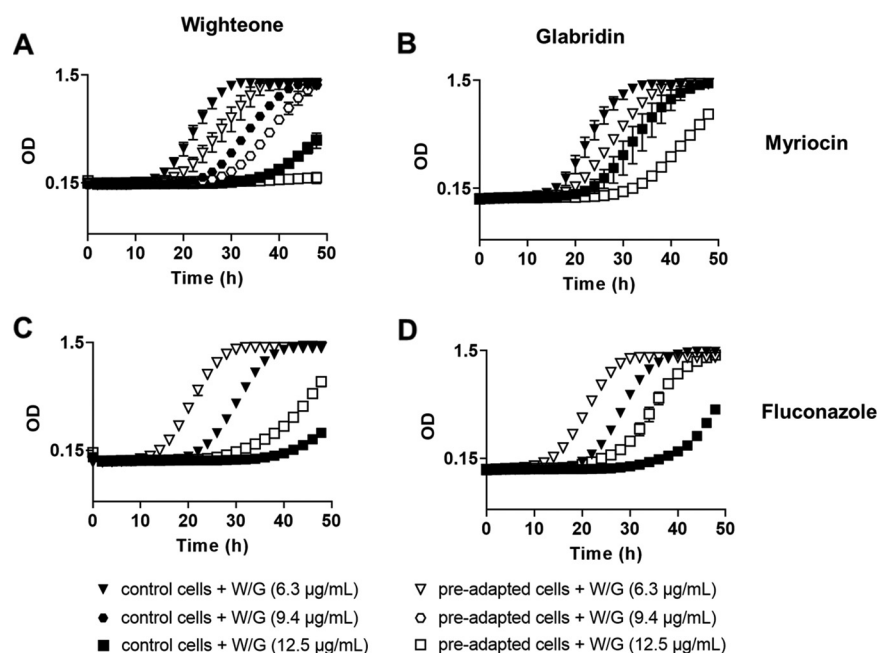 Wighteone
Glabridin
A
B
1.5
0.15
OD
0 10 20 30 40 50
Time (h)
1.5
0.15
OD
0 10 20 30 40 50
Time (h)
Myriocin
C
D
1.5
0.15
OD
0 10 20 30 40 50
Time (h)
1.5
0.15
OD
0 10 20 30 40 50
Time (h)
Fluconazole
control cells + W/G (6.3 µg/mL)
control cells + W/G (9.4 µg/mL)
control cells + W/G (12.5 µg/mL)
pre-adapted cells + W/G (6.3 µg/mL)
pre-adapted cells + W/G (9.4 µg/mL)
pre-adapted cells + W/G (12.5 µg/mL)